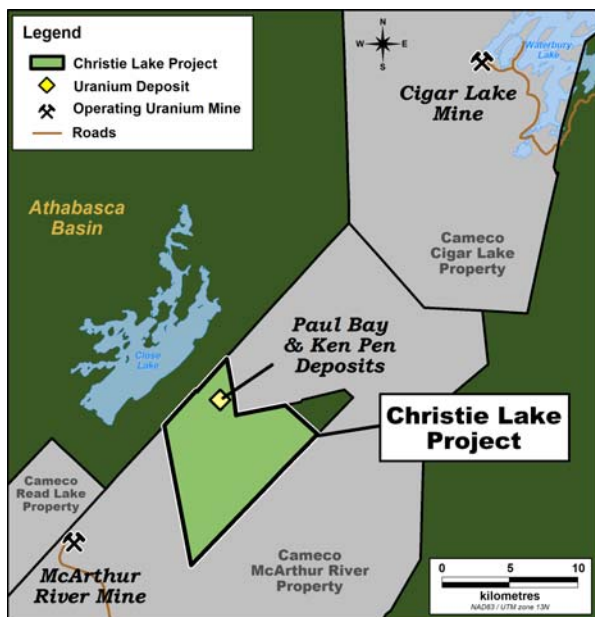 Legend
Christie Lake Project
Uranium Deposit
Operating Uranium Mine
Roads
N
W E
S
Waterbury
Lake
Cigar Lake
Mine
Athabasca
Basin
Cameco
Cigar Lake
Property
Close
Lake
Paul Bay
& Ken Pen
Deposits
Christie Lake
Project
Cameco
Read Lake
Property
McArthur
River Mine
Cameco
McArthur River
Property
0 5 10
kilometres
NAD83 / UTM zone 13N